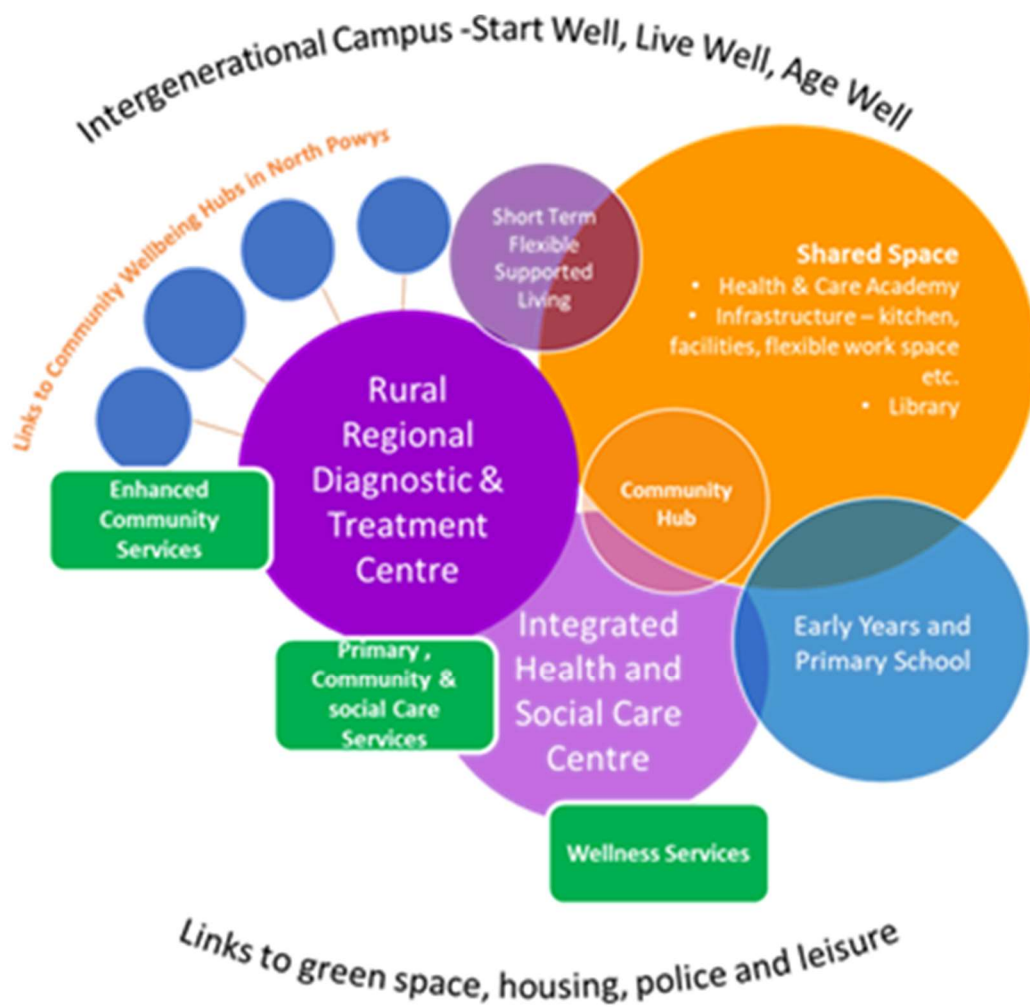 Intergenerational Campus -Start Well, Live Well, Age Well
Links to Community Wellbeing Hubs in North Powys
Short Term
Flexible
Supported
Living
Shared Space
• Health & Care Academy
• Infrastructure – kitchen,
facilities, flexible work space
etc.
• Library
Rural
Regional
Diagnostic &
Treatment
Centre
Community
Hub
Enhanced
Community
Services
Integrated
Health and
Social Care
Centre
Early Years and
Primary School
Primary ,
Community &
social Care
Services
Wellness Services
Links to green space, housing, police and leisure